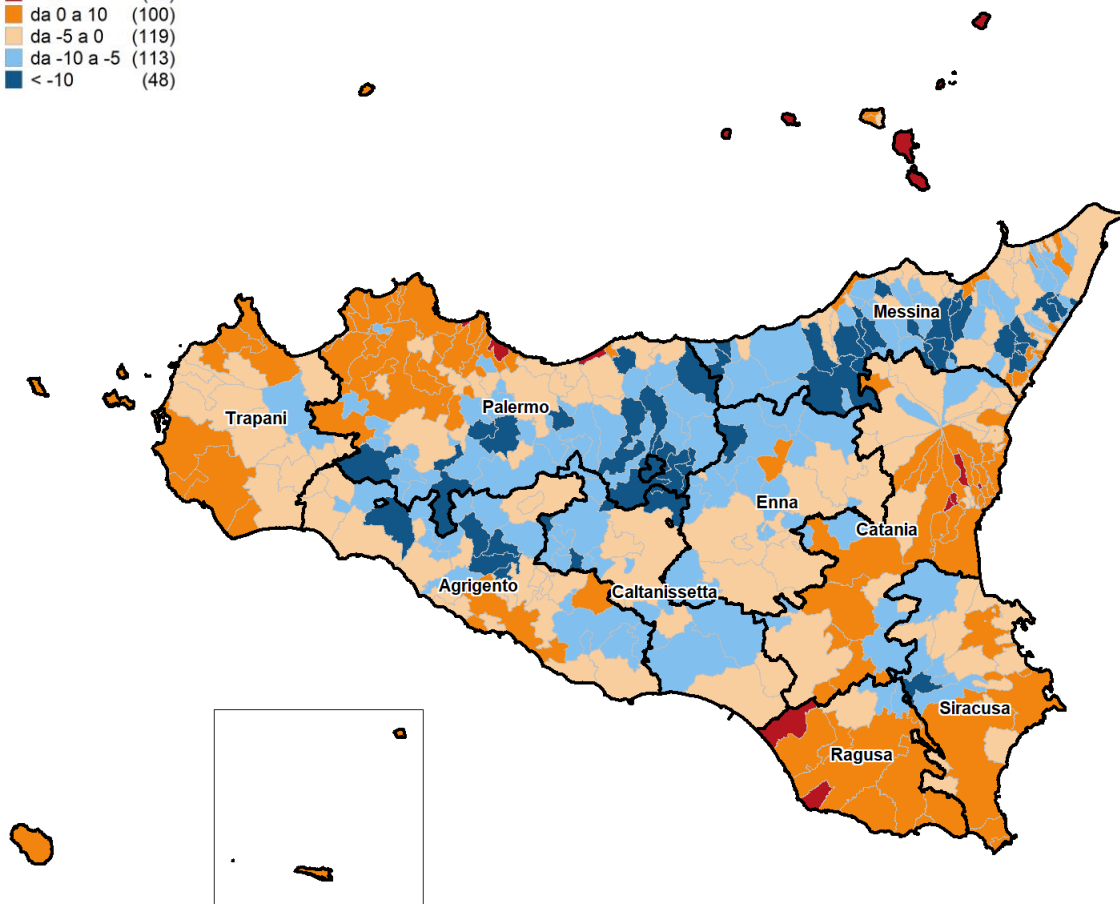 da 0 a 10 (100)
da -5 a 0 (119)
da -10 a -5 (113)
< -10 (48)
Messina
Palermo
Trapani
Enna
Catania
Agrigento
Caltanissetta
Siracusa
Ragusa